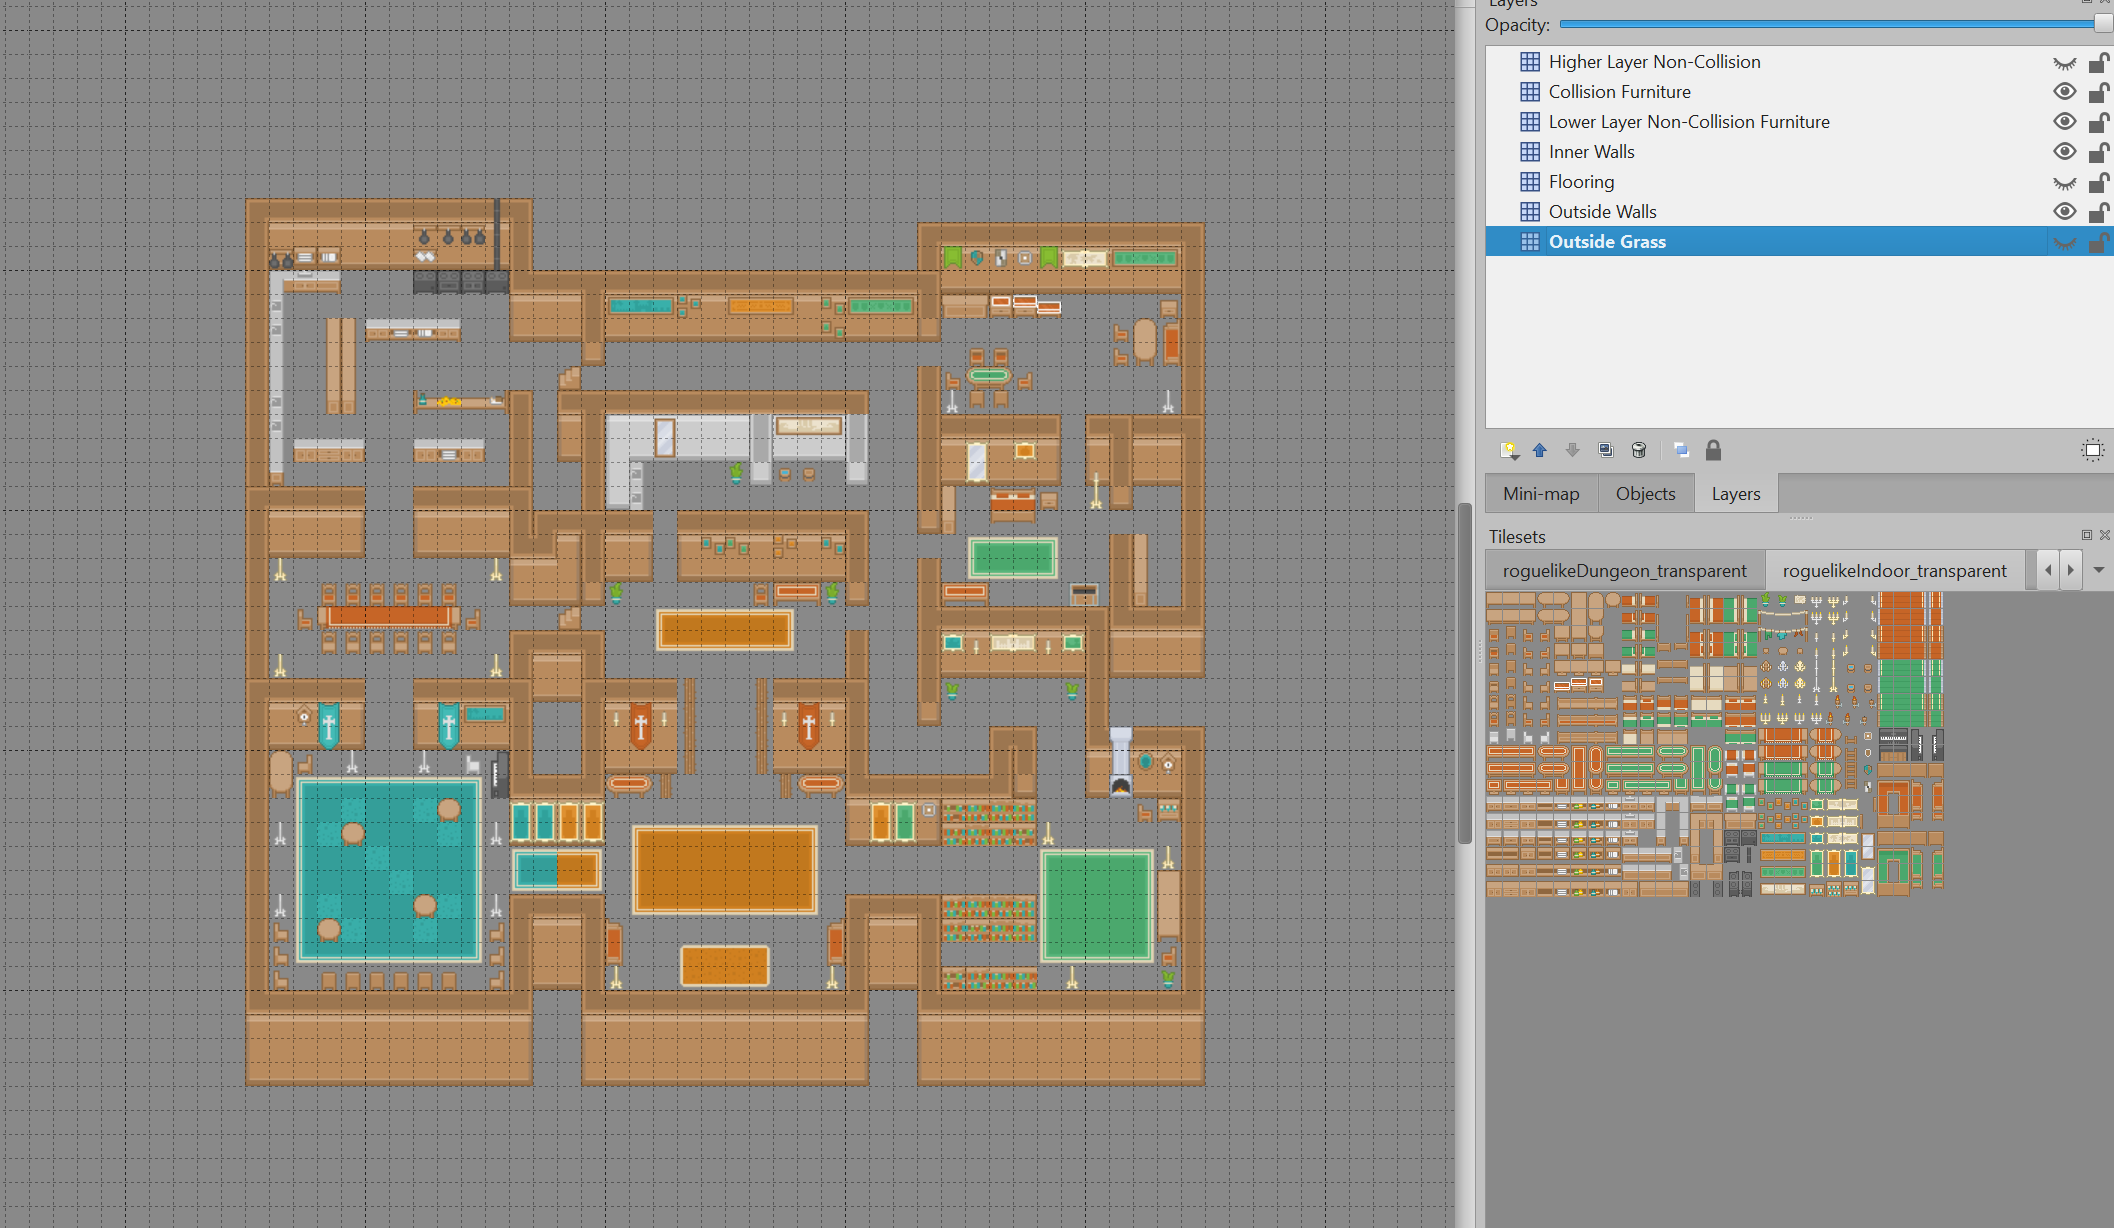 Layers
Opacity:
Higher Layer Non-Collision
Collision Furniture
Lower Layer Non-Collision Furniture
Inner Walls
Flooring
Outside Walls
Outside Grass
Mini-map
Objects
Layers
Tilesets
roguelikeDungeon_transparent
roguelikeIndoor_transparent